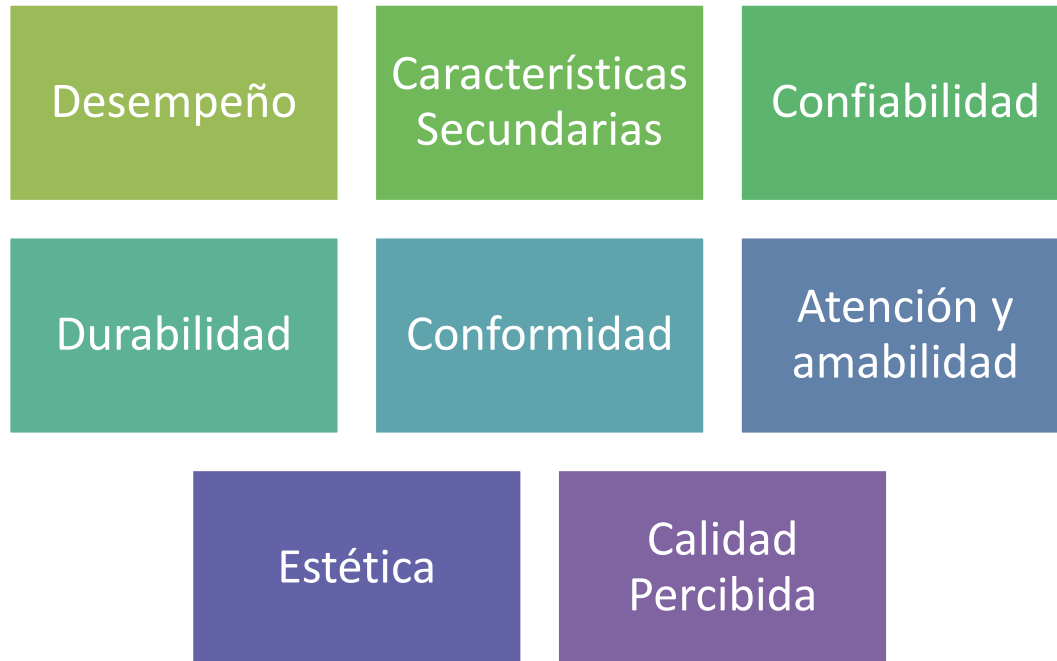 Desempeño
Características
Secundarias
Confiabilidad
Durabilidad
Conformidad
Atención y
amabilidad
Estética
Calidad
Percibida